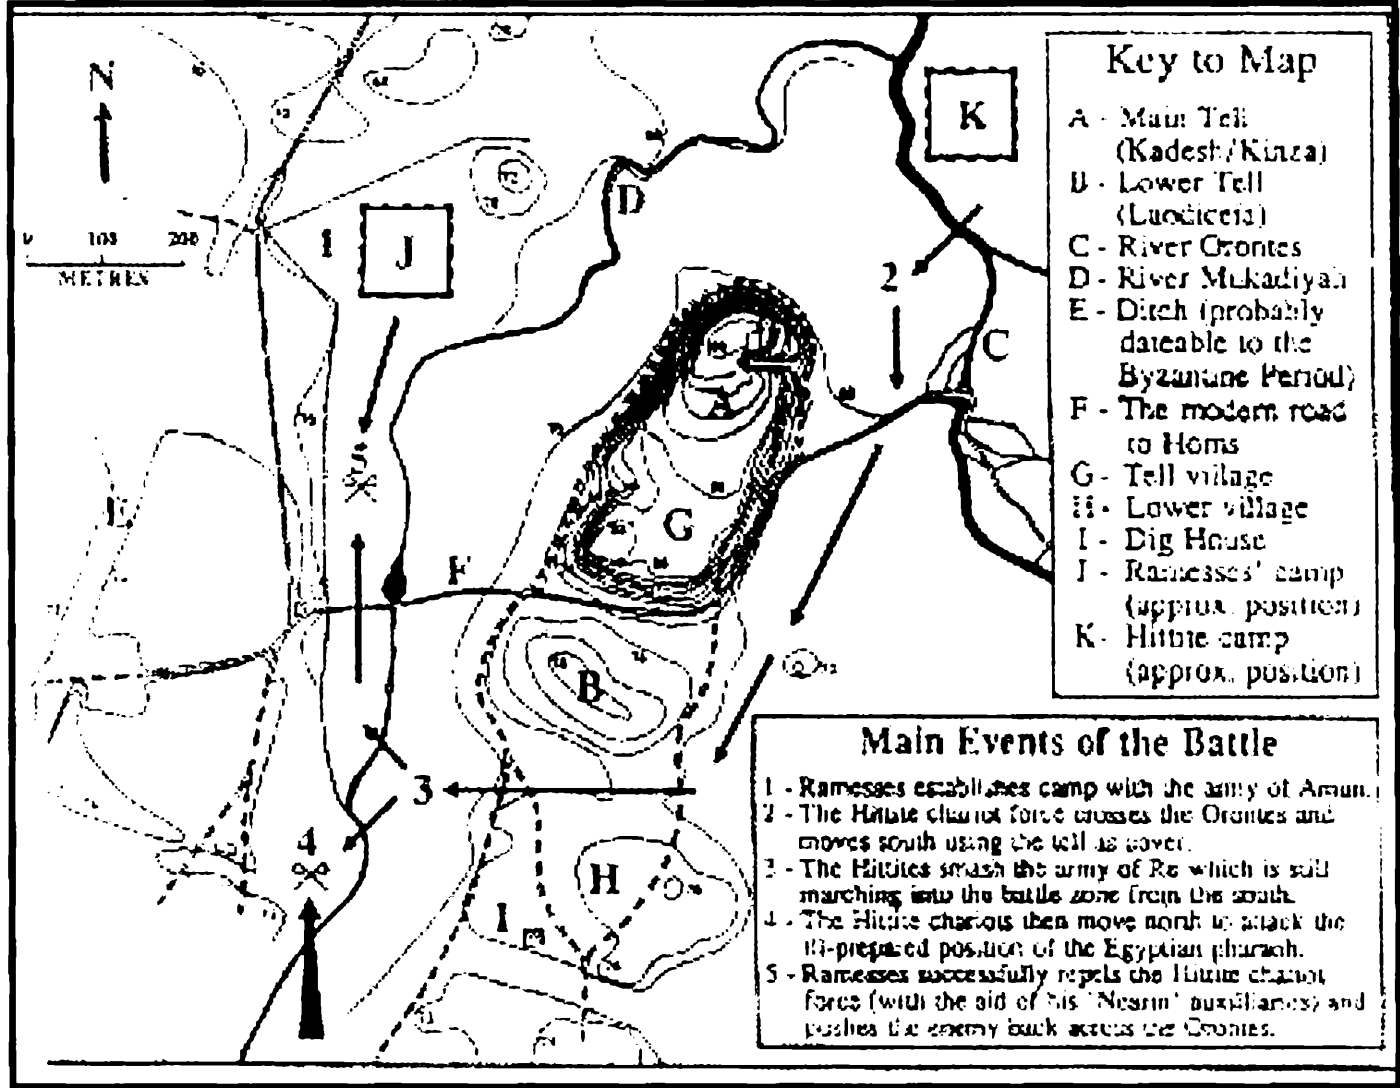 N
0 100 200
METRES
1
J
D
K
2
C
A
5
E
G
F
B
3
4
H
I
Key to Map
A - Main Tell
(Kadesh/Kinza)
B - Lower Tell
(Laodiceia)
C - River Orontes
D - River Mukadiyah
E - Ditch (probably
dateable to the
Byzantine Period)
F - The modern road
to Homs
G - Tell village
H - Lower village
I - Dig House
J - Ramesses' camp
(approx. position)
K - Hittite camp
(approx. position)
Main Events of the Battle
1 - Ramesses establishes camp with the army of Amun.
2 - The Hittite chariot force crosses the Orontes and
moves south using the tell as cover.
3 - The Hittites smash the army of Re which is still
marching into the battle zone from the south.
4 - The Hittite chariots then move north to attack the
ill-prepared position of the Egyptian pharaoh.
5 - Ramesses successfully repels the Hittite chariot
force (with the aid of his 'Nearin' auxilliaries) and
pushes the enemy back across the Orontes.